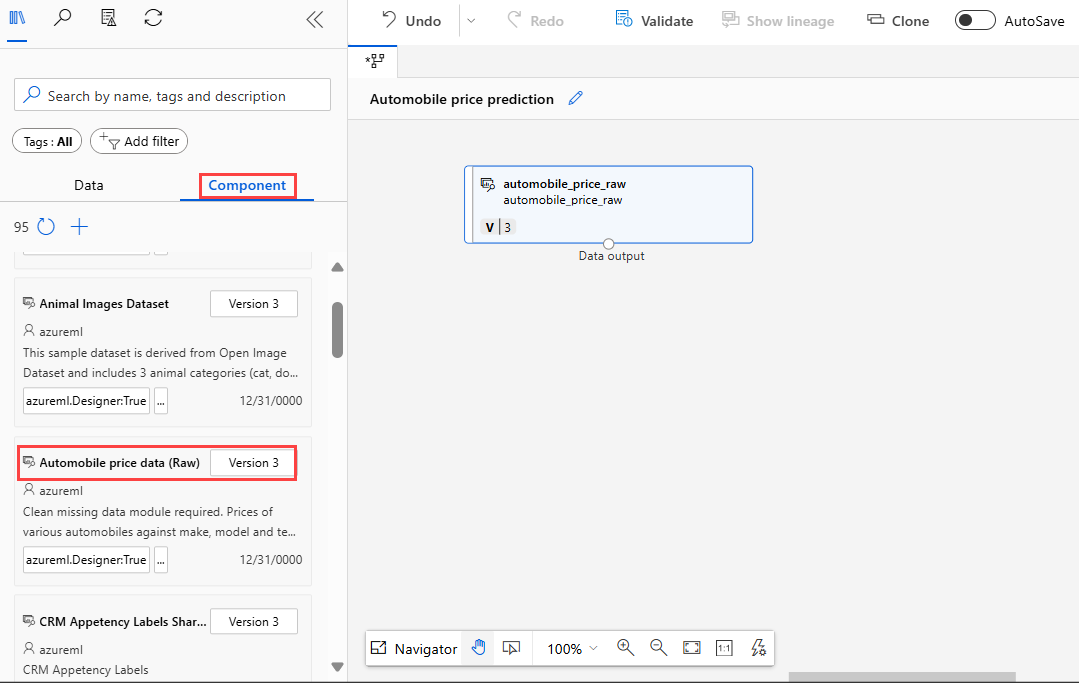 Undo
Redo
Validate
Show lineage
Clone
AutoSave
Search by name, tags and description
Tags : All
Add filter
Data
Component
95
Animal Images Dataset
Version 3
azureml
This sample dataset is derived from Open Image
Dataset and includes 3 animal categories (cat, do...
azureml.Designer:True
...
12/31/0000
Automobile price data (Raw)
Version 3
azureml
Clean missing data module required. Prices of
various automobiles against make, model and te...
azureml.Designer:True
...
12/31/0000
CRM Appetency Labels Shar...
Version 3
azureml
CRM Appetency Labels
Automobile price prediction
automobile_price_raw
automobile_price_raw
V | 3
Data output
Navigator
100%
1:1